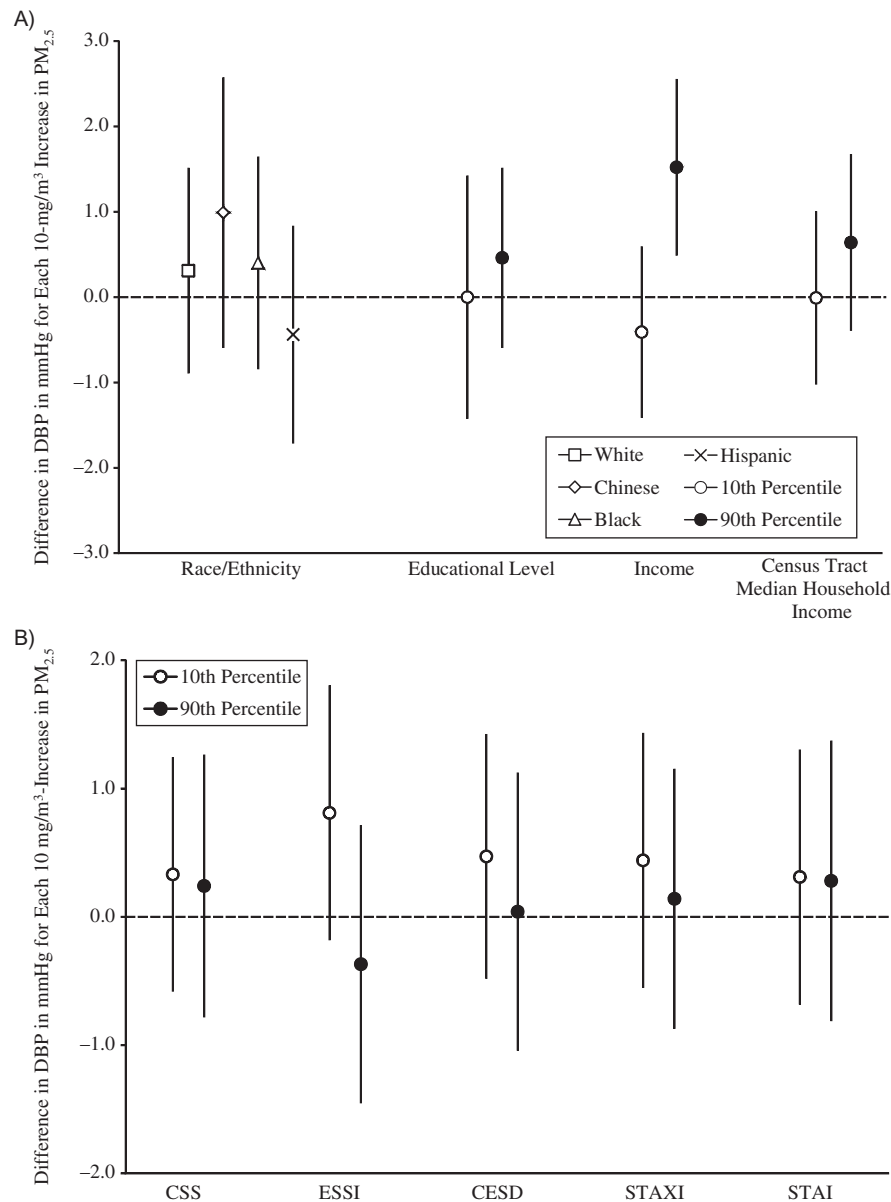 A)
Difference in DBP in mmHg for Each 10-mg/m³ Increase in PM₂.₅
3.0
2.0
1.0
0.0
−1.0
−2.0
−3.0
White
Hispanic
Chinese
10th Percentile
Black
90th Percentile
Race/Ethnicity
Educational Level
Income
Census Tract
Median Household
Income
B)
Difference in DBP in mmHg for Each 10 mg/m³-Increase in PM₂.₅
2.0
1.0
0.0
−1.0
−2.0
10th Percentile
90th Percentile
CSS
ESSI
CESD
STAXI
STAI